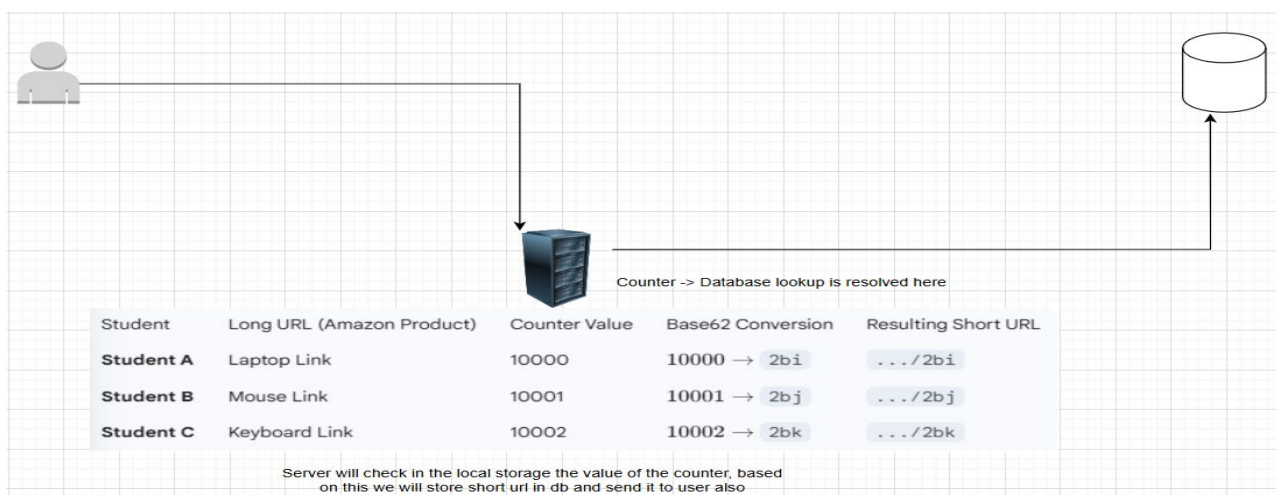 Counter -> Database lookup is resolved here
Student Long URL (Amazon Product) Counter Value Base62 Conversion Resulting Short URL
Student A Laptop Link 10000 10000 → 2bi .../2bi
Student B Mouse Link 10001 10001 → 2bj .../2bj
Student C Keyboard Link 10002 10002 → 2bk .../2bk
Server will check in the local storage the value of the counter, based
on this we will store short url in db and send it to user also